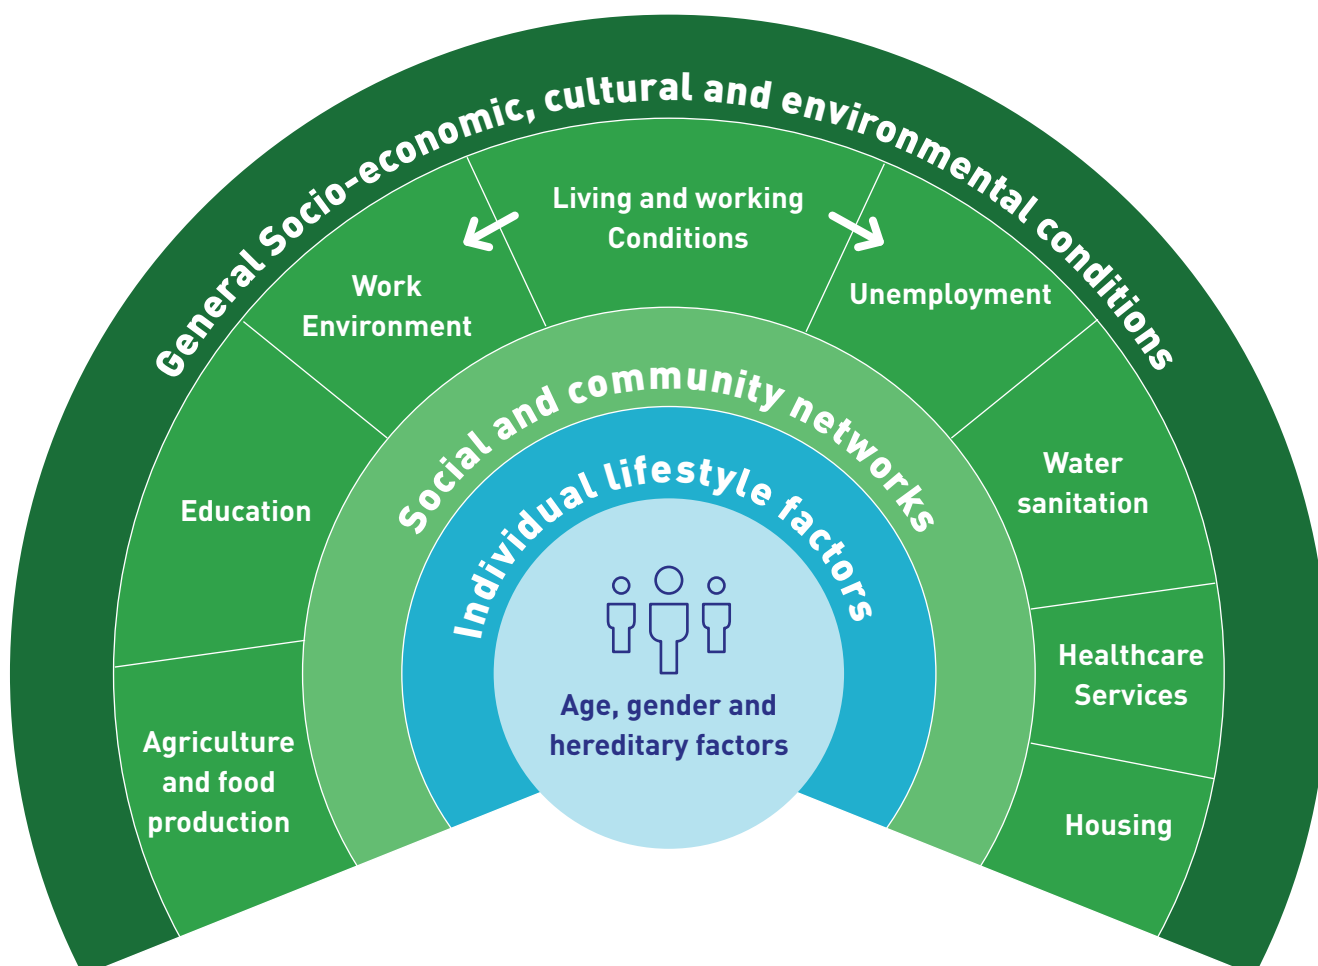 General Socio-economic, cultural and environmental conditions
Living and working
Conditions
Work
Environment
Unemployment
Education
Water
sanitation
Agriculture
and food
production
Healthcare
Services
Housing
Social and community networks
Individual lifestyle factors
Age, gender and
hereditary factors